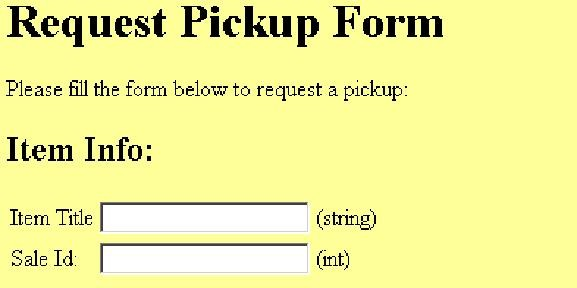 Request Pickup Form
Please fill the form below to request a pickup:
Item Info:
Item Title (string)
Sale Id: (int)